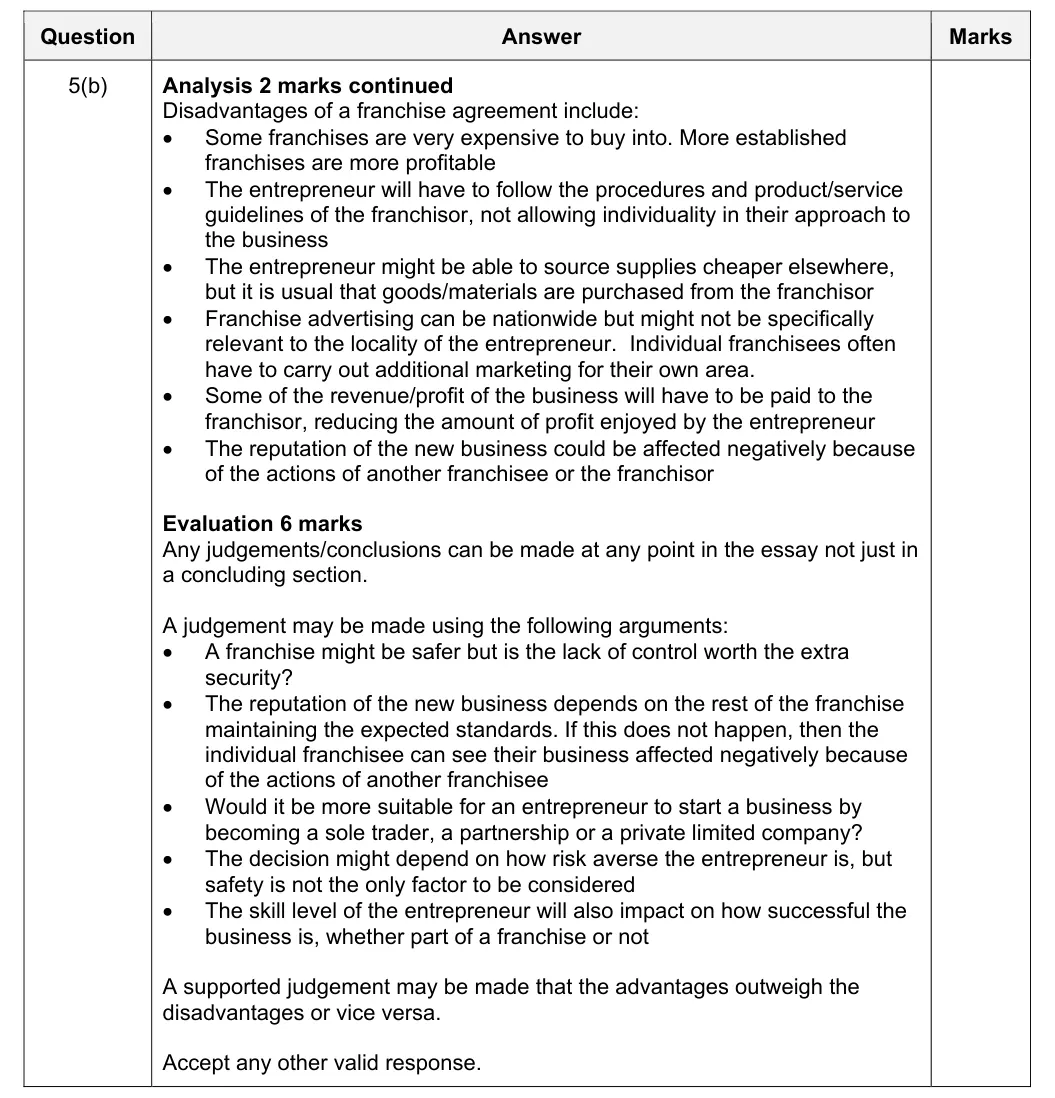 Question Answer Marks
5(b) Analysis 2 marks continued
Disadvantages of a franchise agreement include:
• Some franchises are very expensive to buy into. More established
franchises are more profitable
• The entrepreneur will have to follow the procedures and product/service
guidelines of the franchisor, not allowing individuality in their approach to
the business
• The entrepreneur might be able to source supplies cheaper elsewhere,
but it is usual that goods/materials are purchased from the franchisor
• Franchise advertising can be nationwide but might not be specifically
relevant to the locality of the entrepreneur.  Individual franchisees often
have to carry out additional marketing for their own area.
• Some of the revenue/profit of the business will have to be paid to the
franchisor, reducing the amount of profit enjoyed by the entrepreneur
• The reputation of the new business could be affected negatively because
of the actions of another franchisee or the franchisor
Evaluation 6 marks
Any judgements/conclusions can be made at any point in the essay not just in
a concluding section.
A judgement may be made using the following arguments:
• A franchise might be safer but is the lack of control worth the extra
security?
• The reputation of the new business depends on the rest of the franchise
maintaining the expected standards. If this does not happen, then the
individual franchisee can see their business affected negatively because
of the actions of another franchisee
• Would it be more suitable for an entrepreneur to start a business by
becoming a sole trader, a partnership or a private limited company?
• The decision might depend on how risk averse the entrepreneur is, but
safety is not the only factor to be considered
• The skill level of the entrepreneur will also impact on how successful the
business is, whether part of a franchise or not
A supported judgement may be made that the advantages outweigh the
disadvantages or vice versa.
Accept any other valid response.